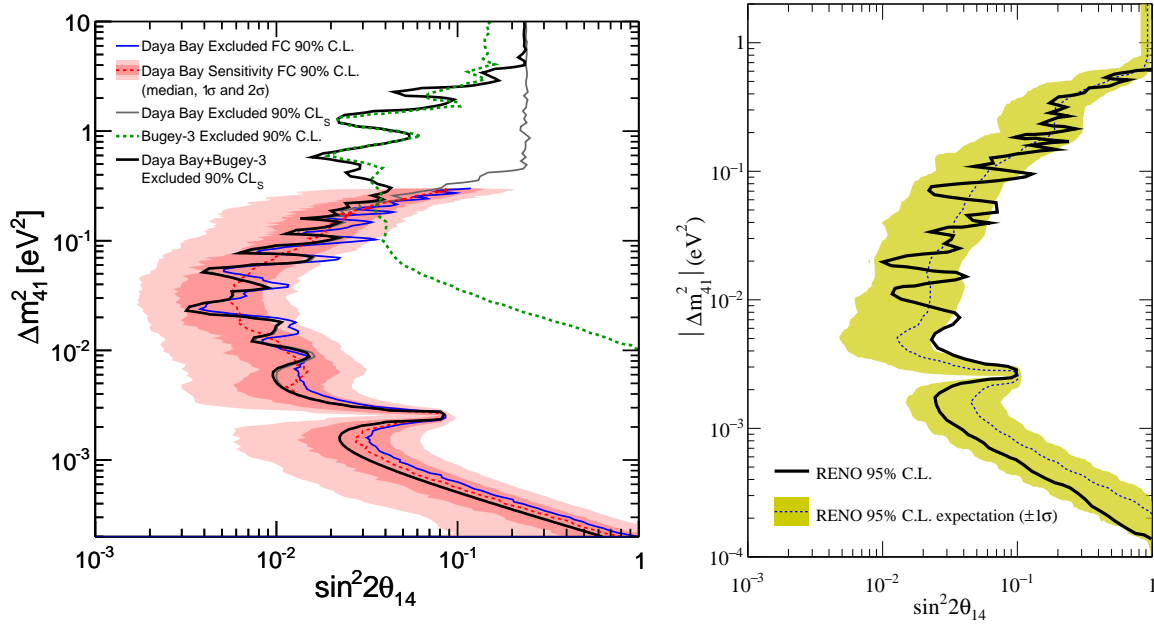 Daya Bay Excluded FC 90% C.L.
Daya Bay Sensitivity FC 90% C.L.
(median, 1σ and 2σ)
Daya Bay Excluded 90% CL_S
Bugey-3 Excluded 90% C.L.
Daya Bay+Bugey-3
Excluded 90% CL_S
10
1
10⁻¹
10⁻²
10⁻³
Δm²₄₁ [eV²]
10⁻³
10⁻²
10⁻¹
1
sin²2θ₁₄
1
10⁻¹
10⁻²
10⁻³
10⁻⁴
| Δm²₄₁ | (eV²)
RENO 95% C.L.
RENO 95% C.L. expectation (±1σ)
10⁻³
10⁻²
10⁻¹
1
sin²2θ₁₄